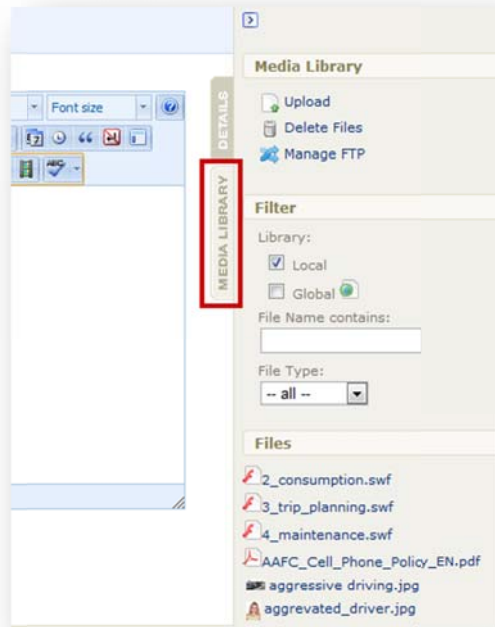 Font size
DETAILS
MEDIA LIBRARY
Media Library
Upload
Delete Files
Manage FTP
Filter
Library:
Local
Global
File Name contains:
File Type:
-- all --
Files
2_consumption.swf
3_trip_planning.swf
4_maintenance.swf
AAFC_Cell_Phone_Policy_EN.pdf
aggressive driving.jpg
aggrevated_driver.jpg